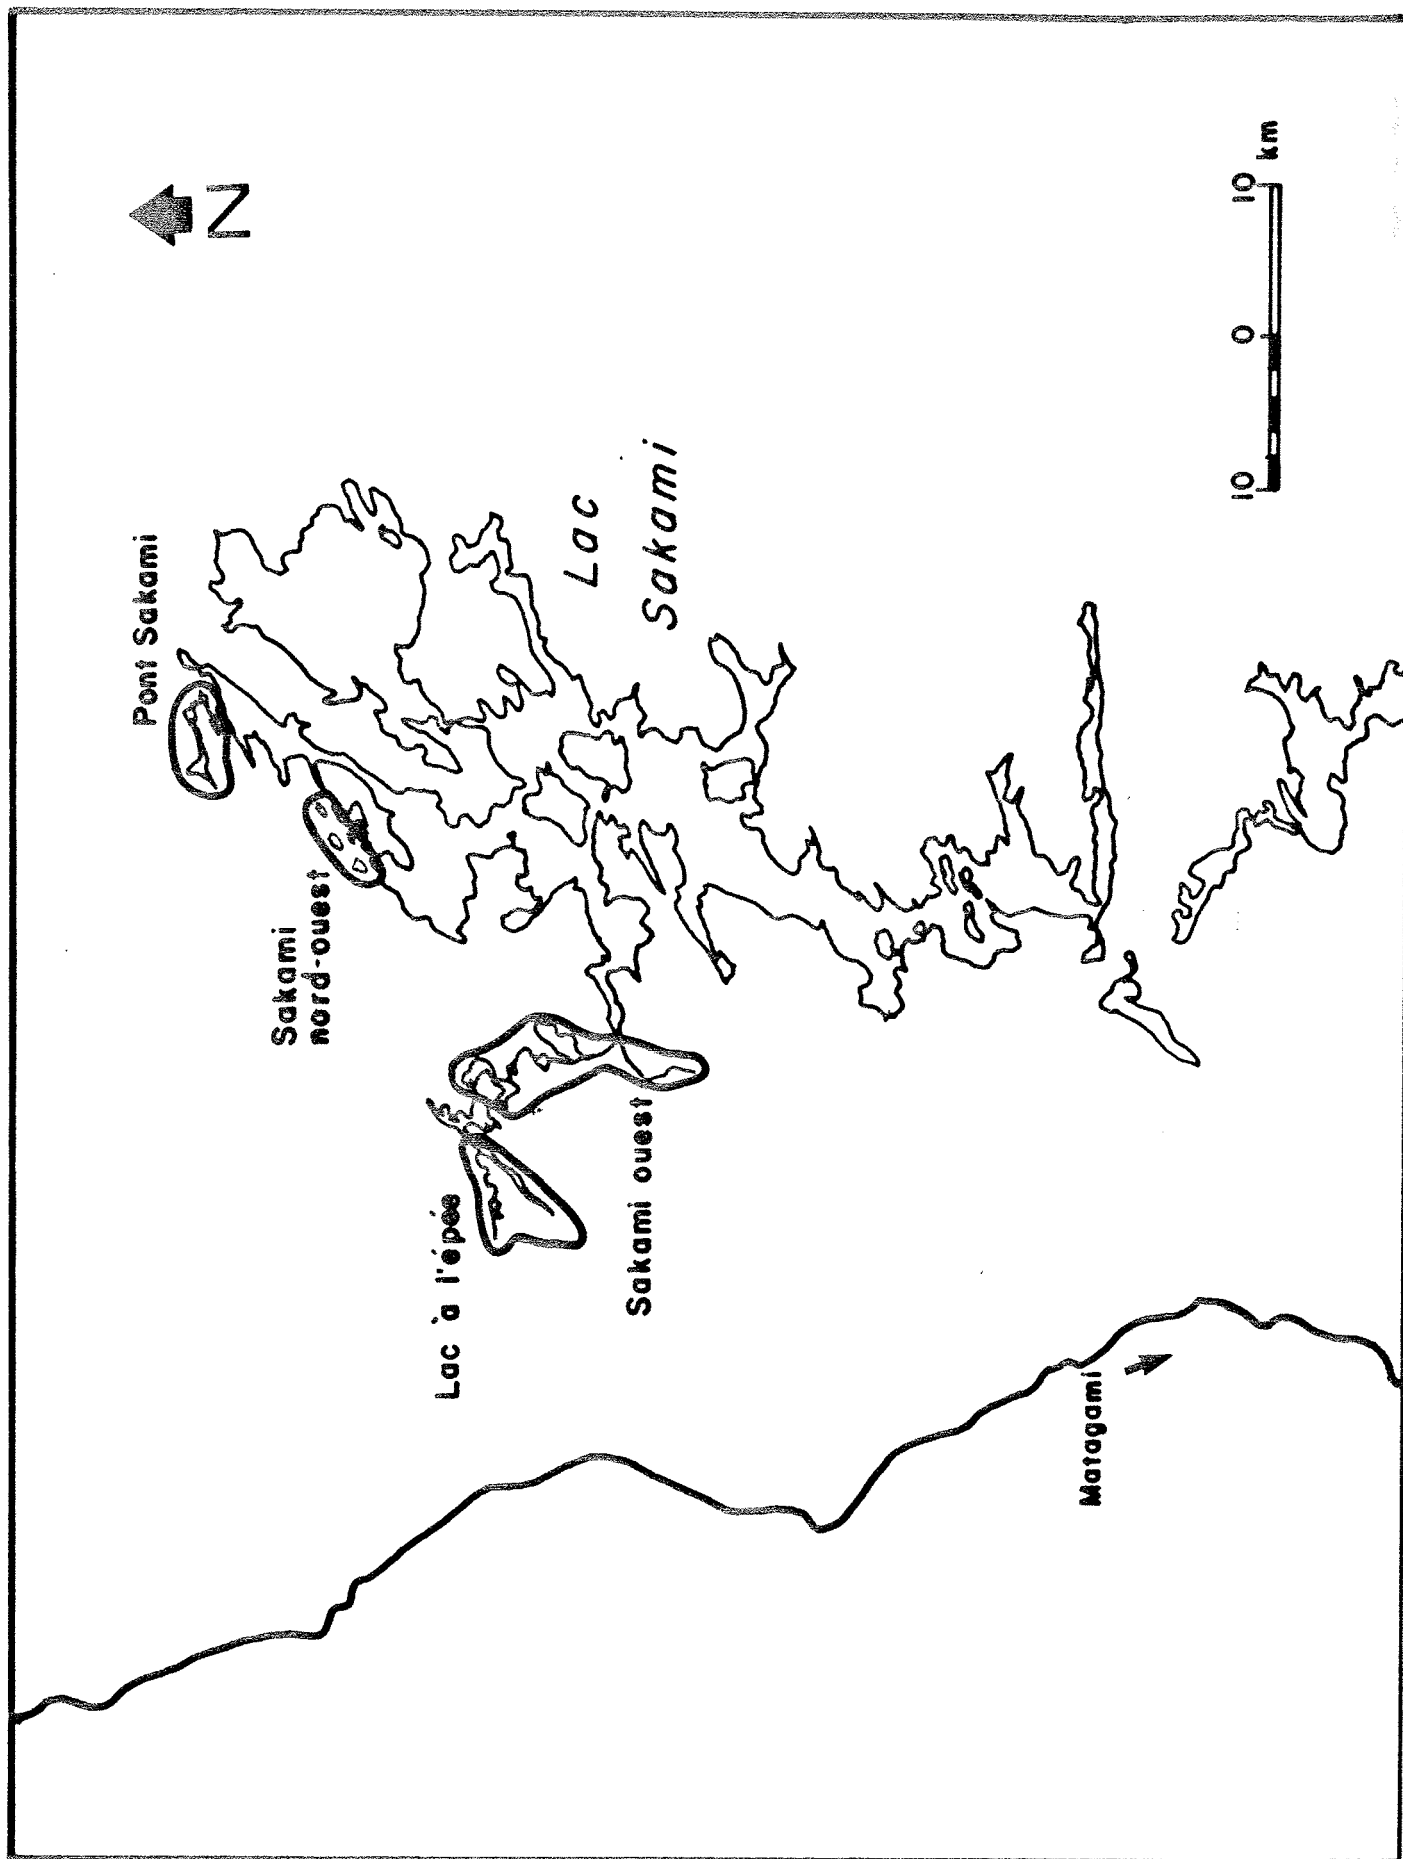 N
Pont Sakami
Sakami
nord-ouest
Lac à l'épée
Sakami ouest
Lac
Sakami
Matagami
10 0 10 km